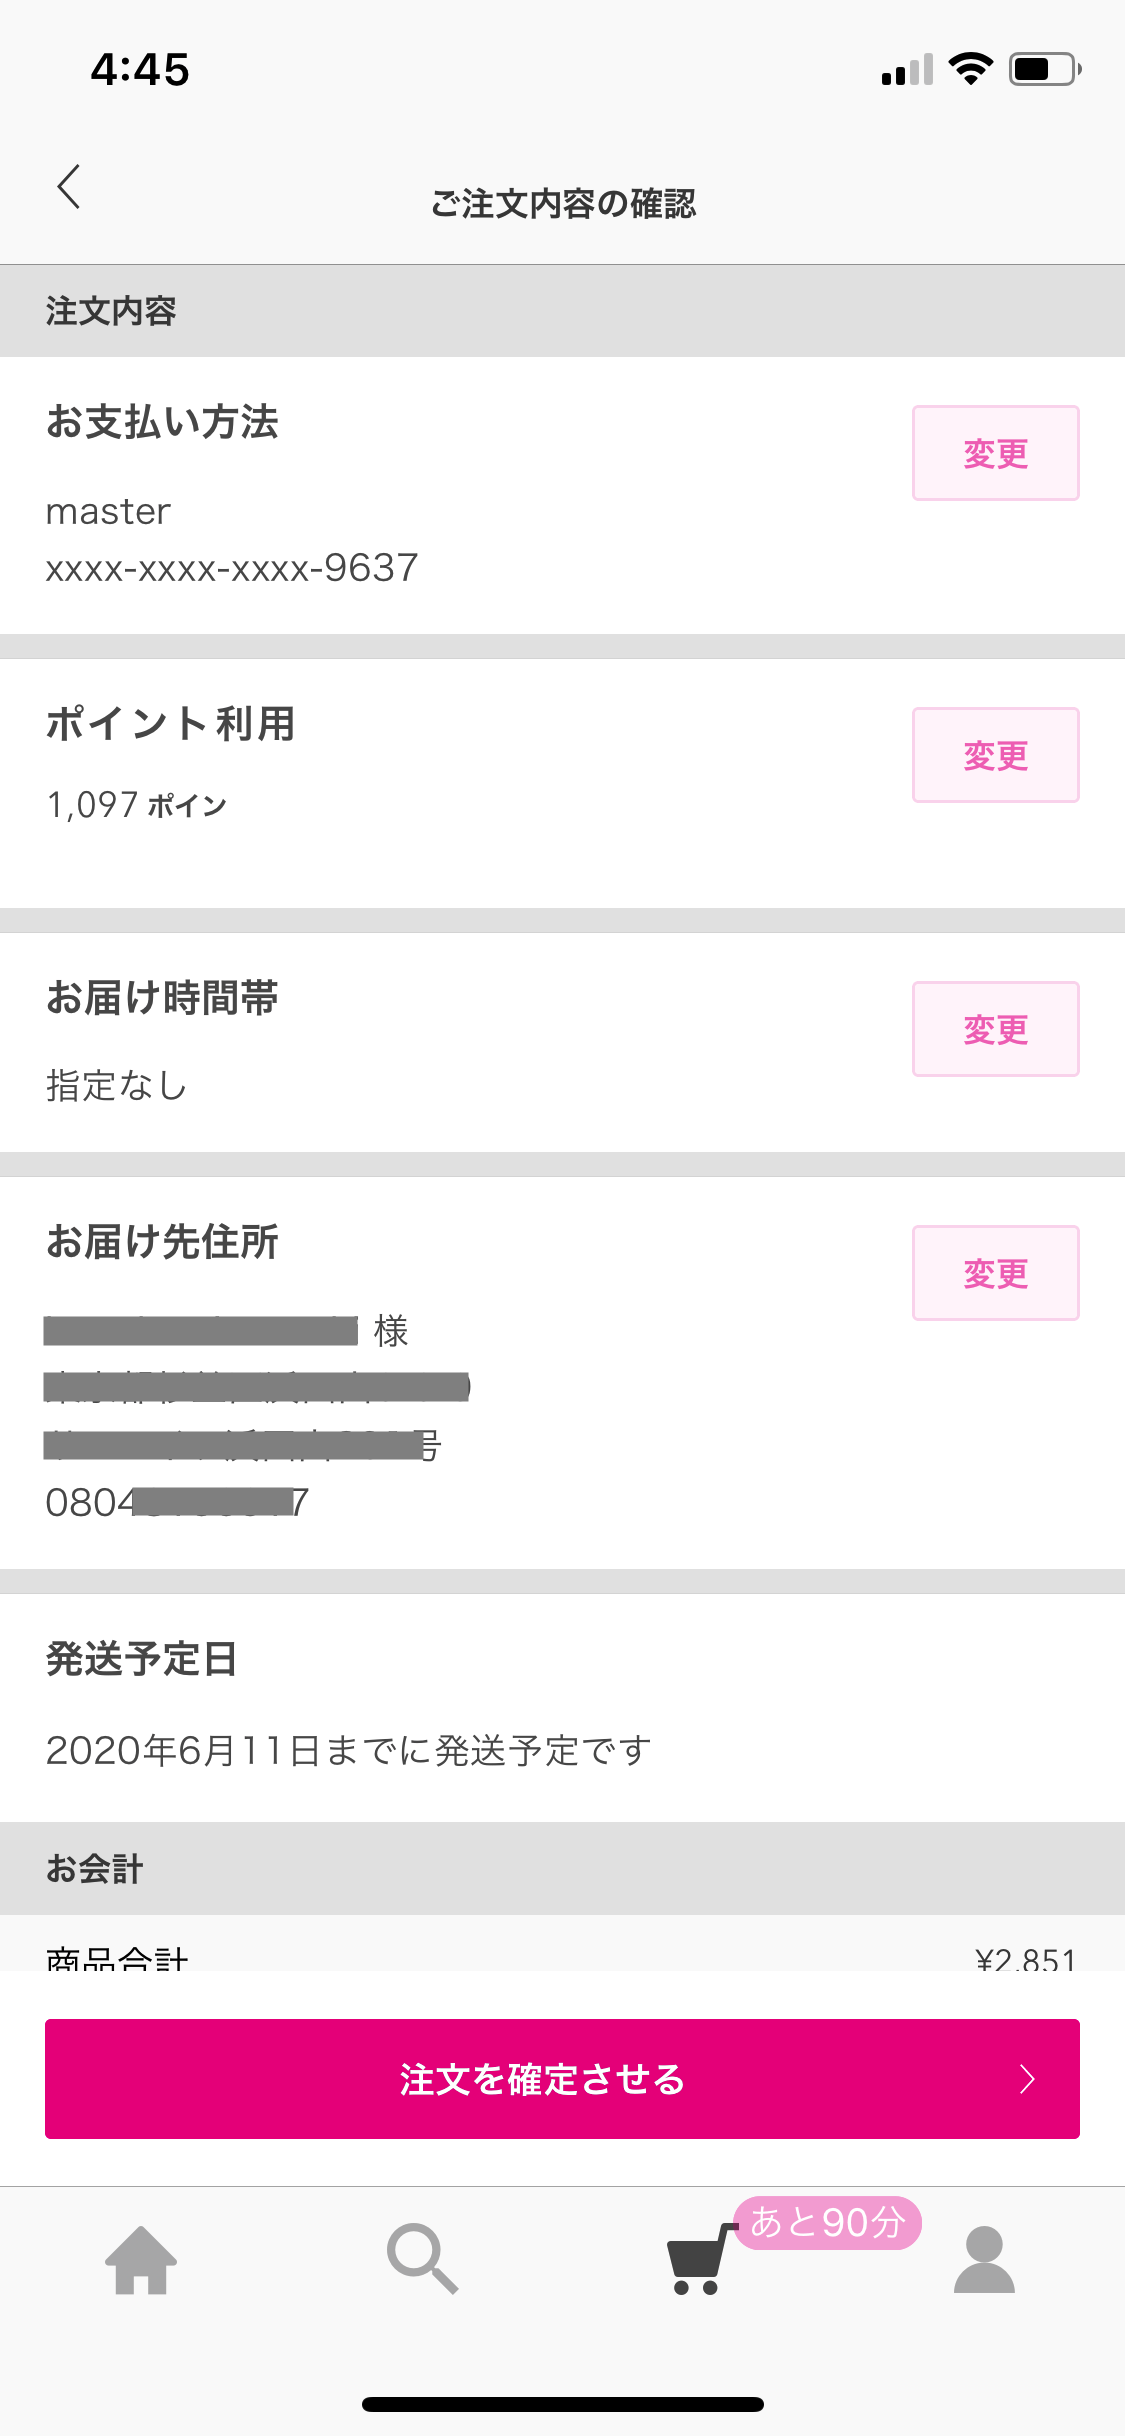 4:45
ご注文内容の確認
注文内容
お支払い方法
変更
master
xxxx-xxxx-xxxx-9637
ポイント利用
変更
1,097 ポイン
お届け時間帯
変更
指定なし
お届け先住所
変更
様
号
080
7
発送予定日
2020年6月11日までに発送予定です
お会計
商品合計
¥2,851
注文を確定させる
あと90分